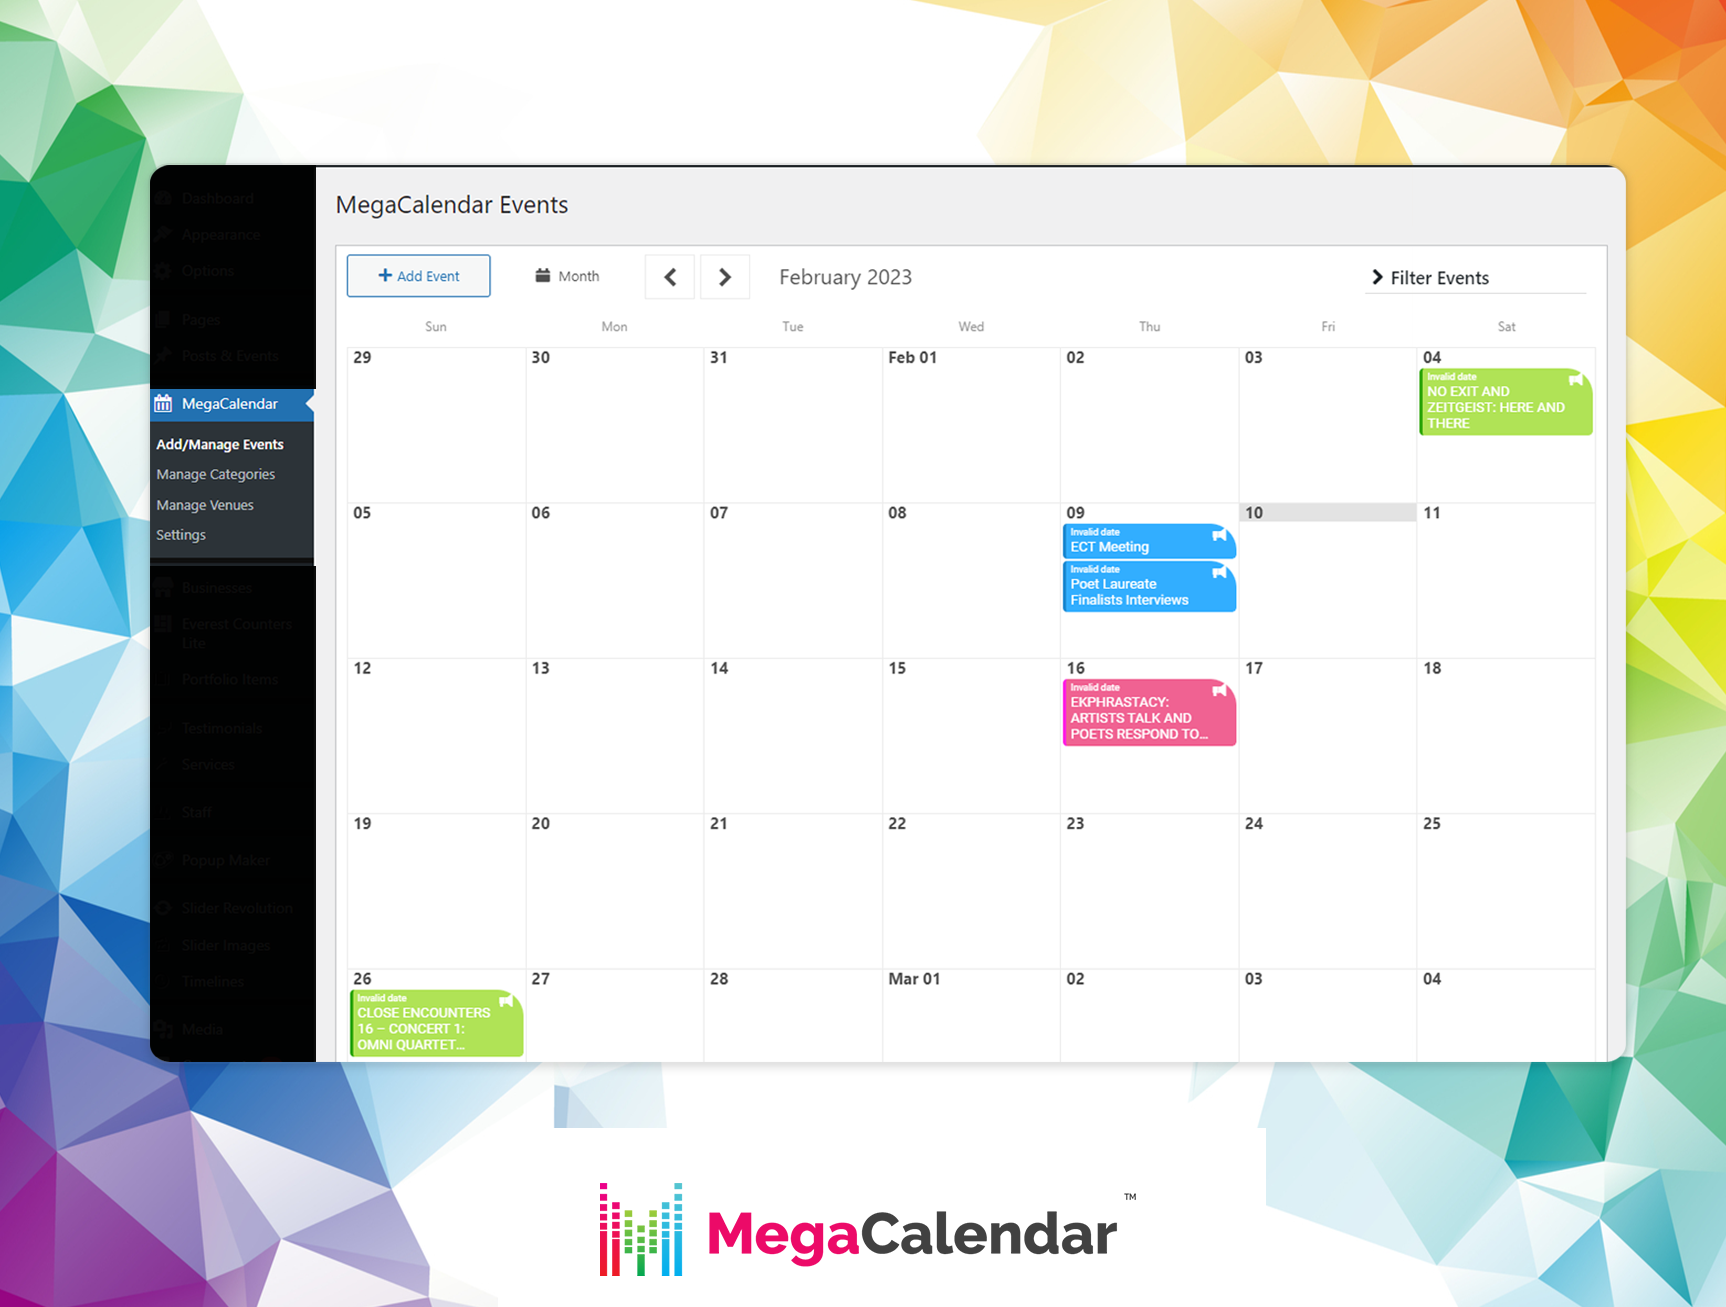 Dashboard
Appearance
Options
Pages
Posts & Events
MegaCalendar
Add/Manage Events
Manage Categories
Manage Venues
Settings
Businesses
Everest Counters
Lite
Portfolio Items
Testimonials
Services
Staff
Popup Maker
Slider Revolution
Slider Images
Timelines
Media
MegaCalendar Events
+ Add Event
Month
February 2023
Filter Events
Sun Mon Tue Wed Thu Fri Sat
29 30 31 Feb 01 02 03 04
Invalid date
NO EXIT AND
ZEITGEIST: HERE AND
THERE
05 06 07 08 09 10 11
Invalid date
ECT Meeting
Invalid date
Poet Laureate
Finalists Interviews
12 13 14 15 16 17 18
Invalid date
EKPHRASTACY:
ARTISTS TALK AND
POETS RESPOND TO...
19 20 21 22 23 24 25
26 27 28 Mar 01 02 03 04
Invalid date
CLOSE ENCOUNTERS
16 – CONCERT 1:
OMNI QUARTET...
MegaCalendar™